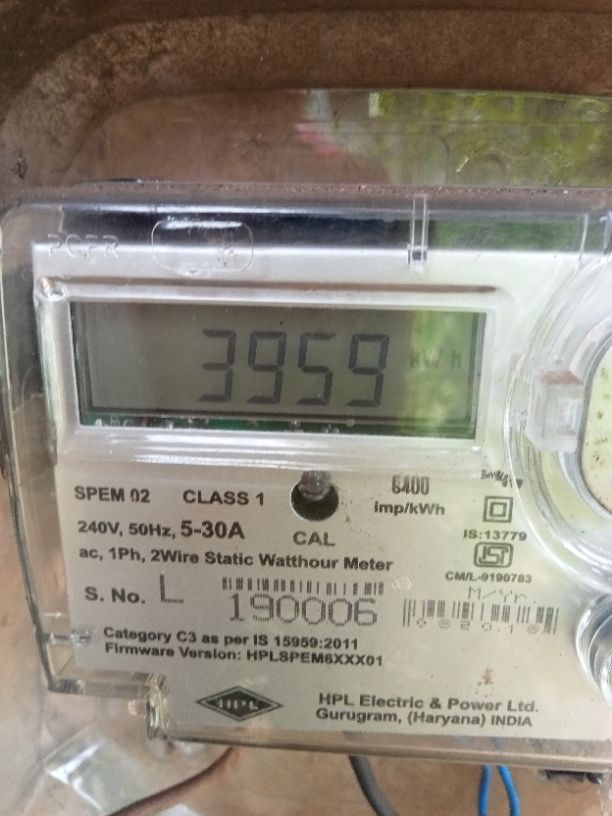 3959 kWh
SPEM 02 CLASS 1
6400
imp/kWh
240V, 50Hz, 5-30A
CAL
IS:13779
ac, 1Ph, 2Wire Static Watthour Meter
ISI
CM/L-9190783
S. No. L 190006
M/Yr.
Category C3 as per IS 15959:2011
Firmware Version: HPLSPEM6XXX01
HPL
HPL Electric & Power Ltd.
Gurugram, (Haryana) INDIA